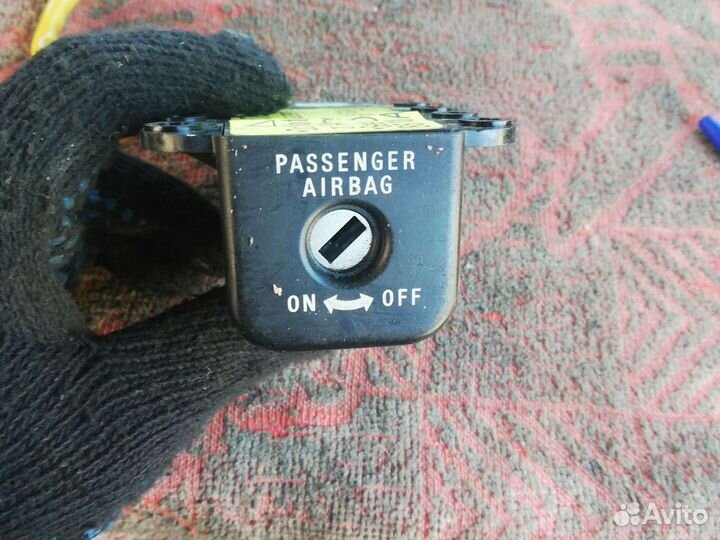 PASSENGER
AIRBAG
ON OFF
Avito